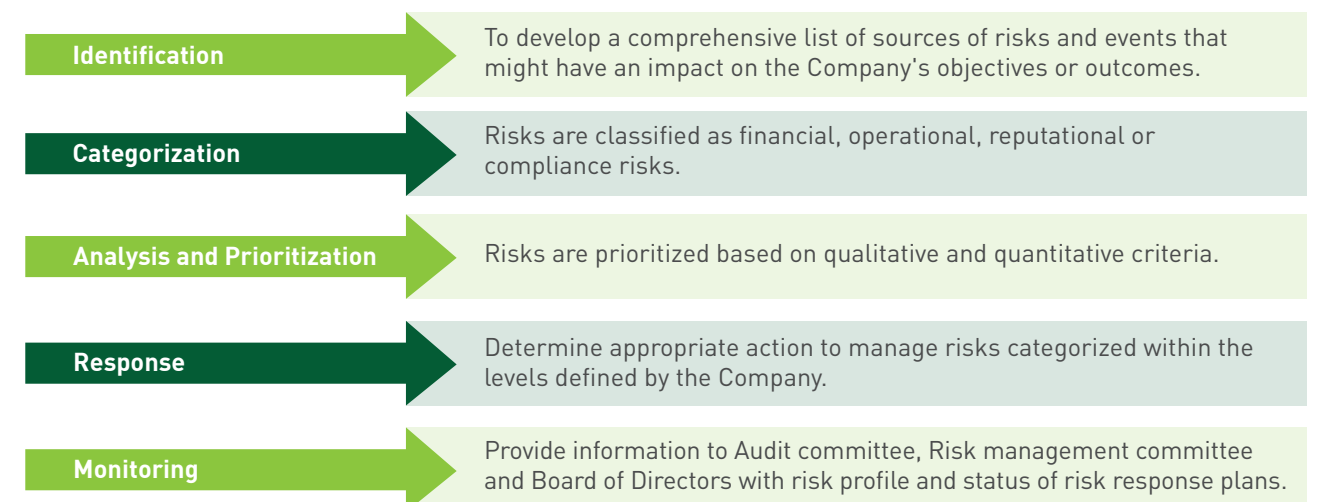 Identification
To develop a comprehensive list of sources of risks and events that
might have an impact on the Company's objectives or outcomes.
Categorization
Risks are classified as financial, operational, reputational or
compliance risks.
Analysis and Prioritization
Risks are prioritized based on qualitative and quantitative criteria.
Response
Determine appropriate action to manage risks categorized within the
levels defined by the Company.
Monitoring
Provide information to Audit committee, Risk management committee
and Board of Directors with risk profile and status of risk response plans.